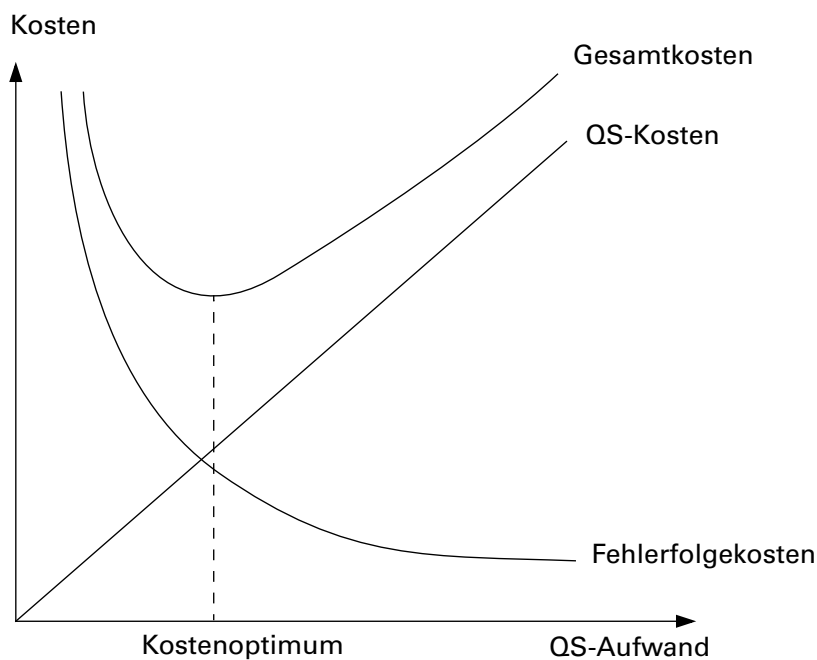 Kosten
Gesamtkosten
QS-Kosten
Fehlerfolgekosten
Kostenoptimum
QS-Aufwand